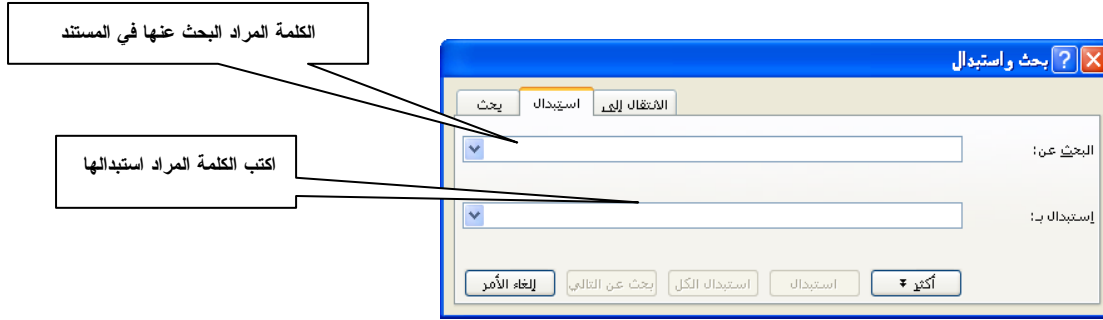 الكلمة المراد البحث عنها في المستند
بحث واستبدال
الانتقال إلى
استبدال
بحث
البحث عن:
اكتب الكلمة المراد استبدالها
إستبدال بـ:
أكثر
استبدال
استبدال الكل
بحث عن التالي
إلغاء الأمر